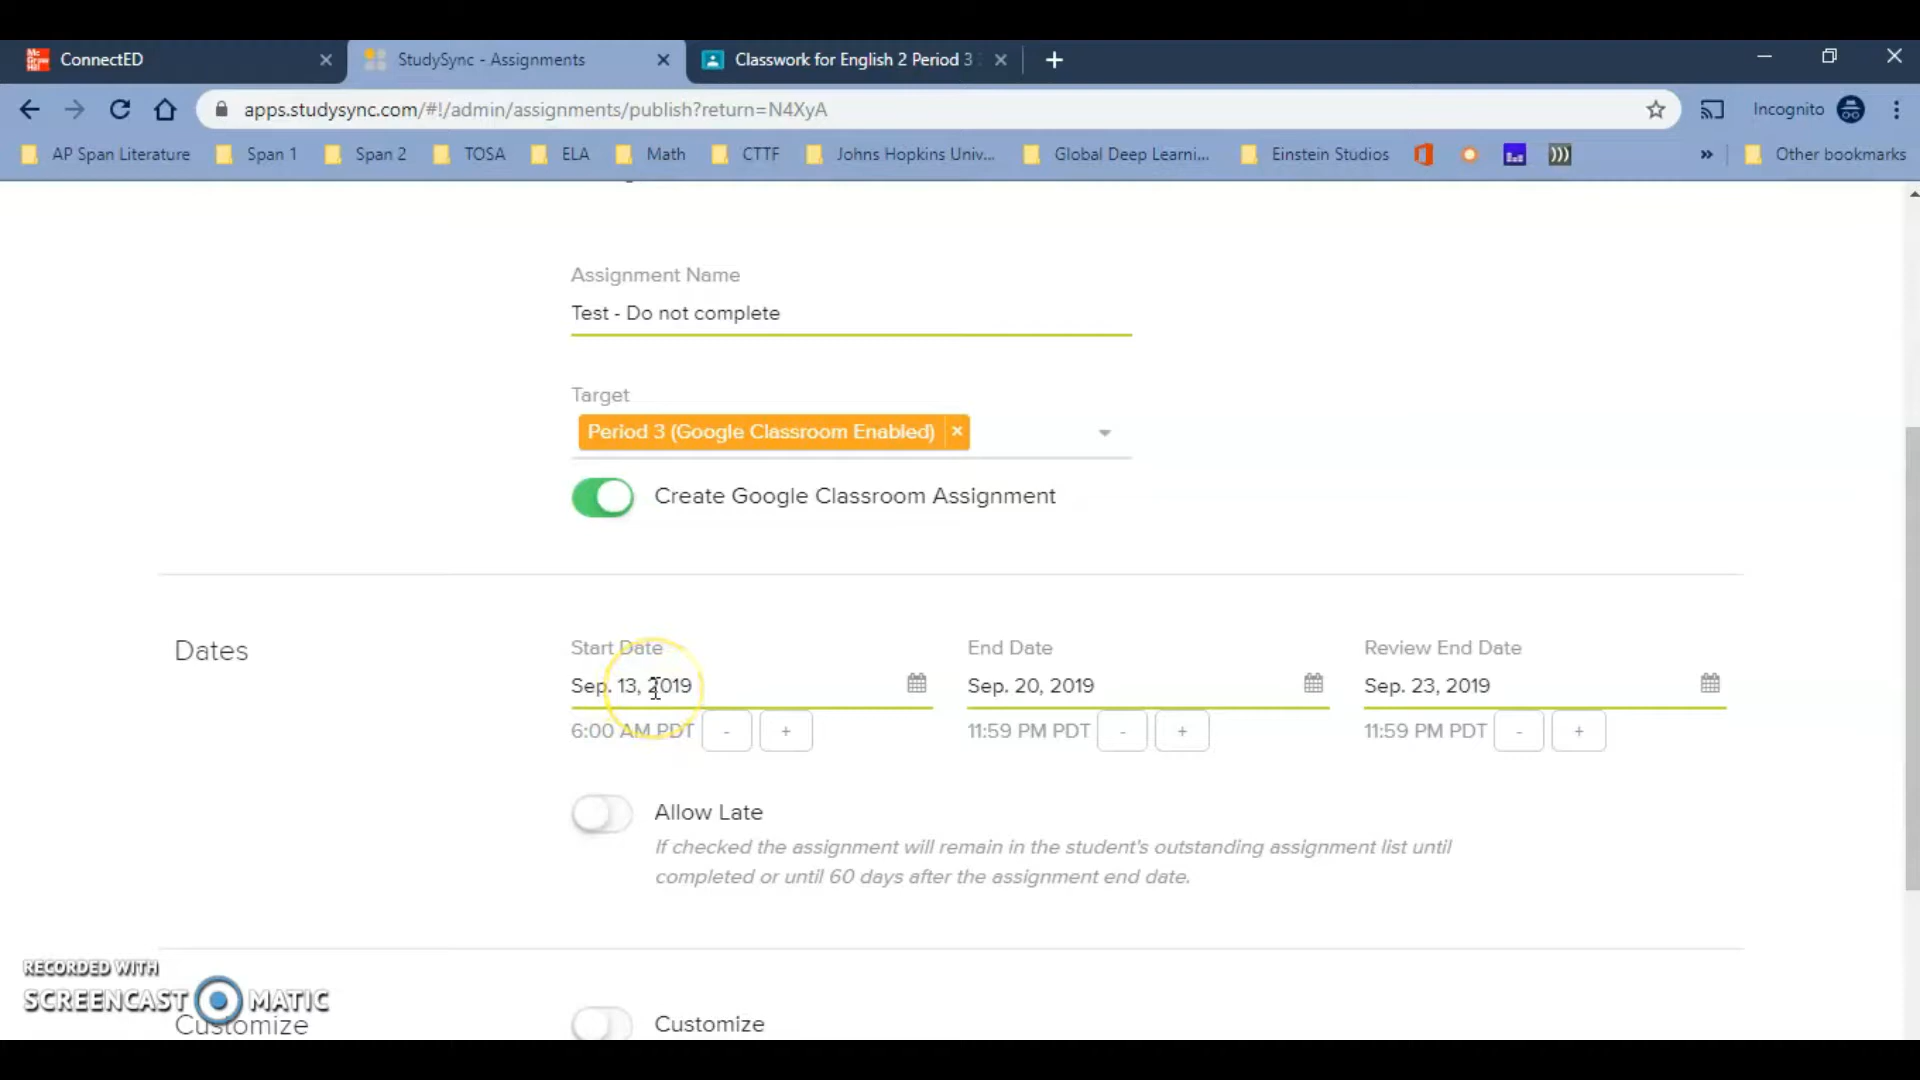 ConnectED
StudySync - Assignments
Classwork for English 2 Period 3
apps.studysync.com/#!/admin/assignments/publish?return=N4XyA
Incognito
AP Span Literature
Span 1
Span 2
TOSA
ELA
Math
CTTF
Johns Hopkins Univ...
Global Deep Learni...
Einstein Studios
»
Other bookmarks
Assignment Name
Test - Do not complete
Target
Period 3 (Google Classroom Enabled) ×
Create Google Classroom Assignment
Dates
Start Date
Sep. 13, 2019
6:00 AM PDT - +
End Date
Sep. 20, 2019
11:59 PM PDT - +
Review End Date
Sep. 23, 2019
11:59 PM PDT - +
Allow Late
If checked the assignment will remain in the student's outstanding assignment list until
completed or until 60 days after the assignment end date.
Customize
Customize
RECORDED WITH
SCREENCAST MATIC